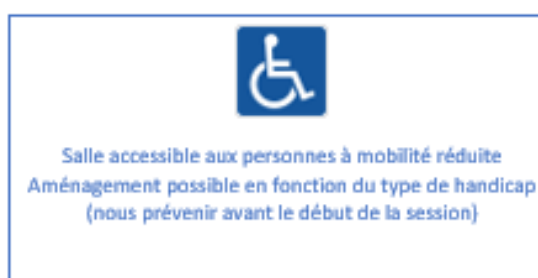 Salle accessible aux personnes à mobilité réduite
Aménagement possible en fonction du type de handicap
(nous prévenir avant le début de la session)